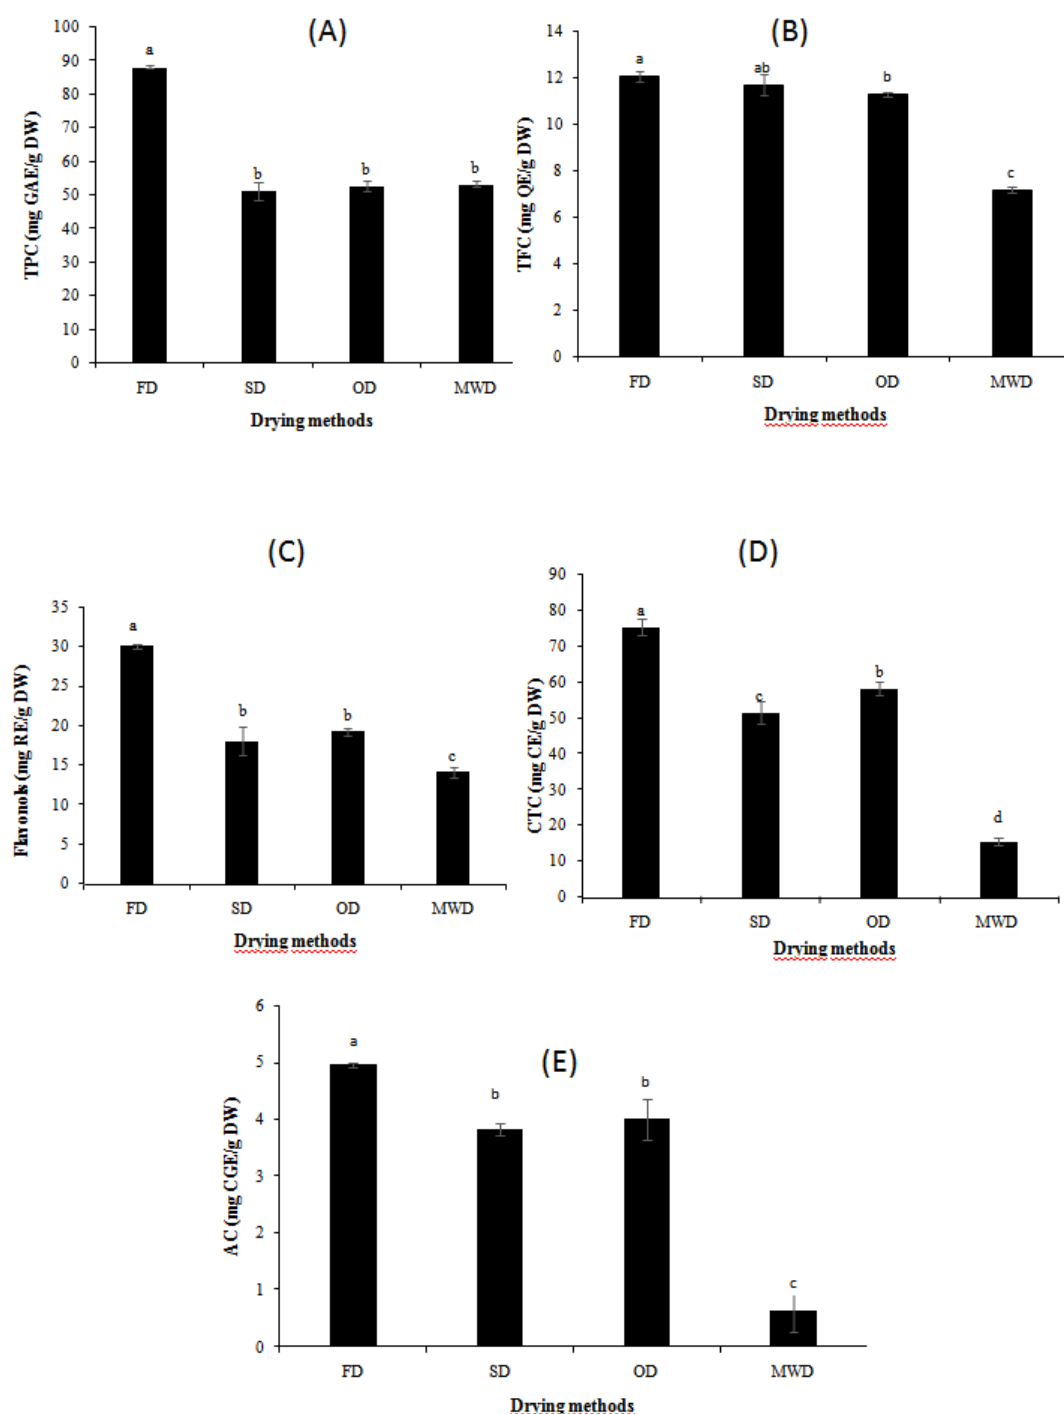 (A)
TPC (mg GAE/g DW)
100
90
80
70
60
50
40
30
20
10
0
a
b
b
b
FD SD OD MWD
Drying methods
(B)
TFC (mg QE/g DW)
14
12
10
8
6
4
2
0
a
ab
b
c
FD SD OD MWD
Drying methods
(C)
Flavonols (mg RE/g DW)
35
30
25
20
15
10
5
0
a
b
b
c
FD SD OD MWD
Drying methods
(D)
CTC (mg CE/g DW)
90
80
70
60
50
40
30
20
10
0
a
c
b
d
FD SD OD MWD
Drying methods
(E)
AC (mg CGE/g DW)
6
5
4
3
2
1
0
a
b
b
c
FD SD OD MWD
Drying methods